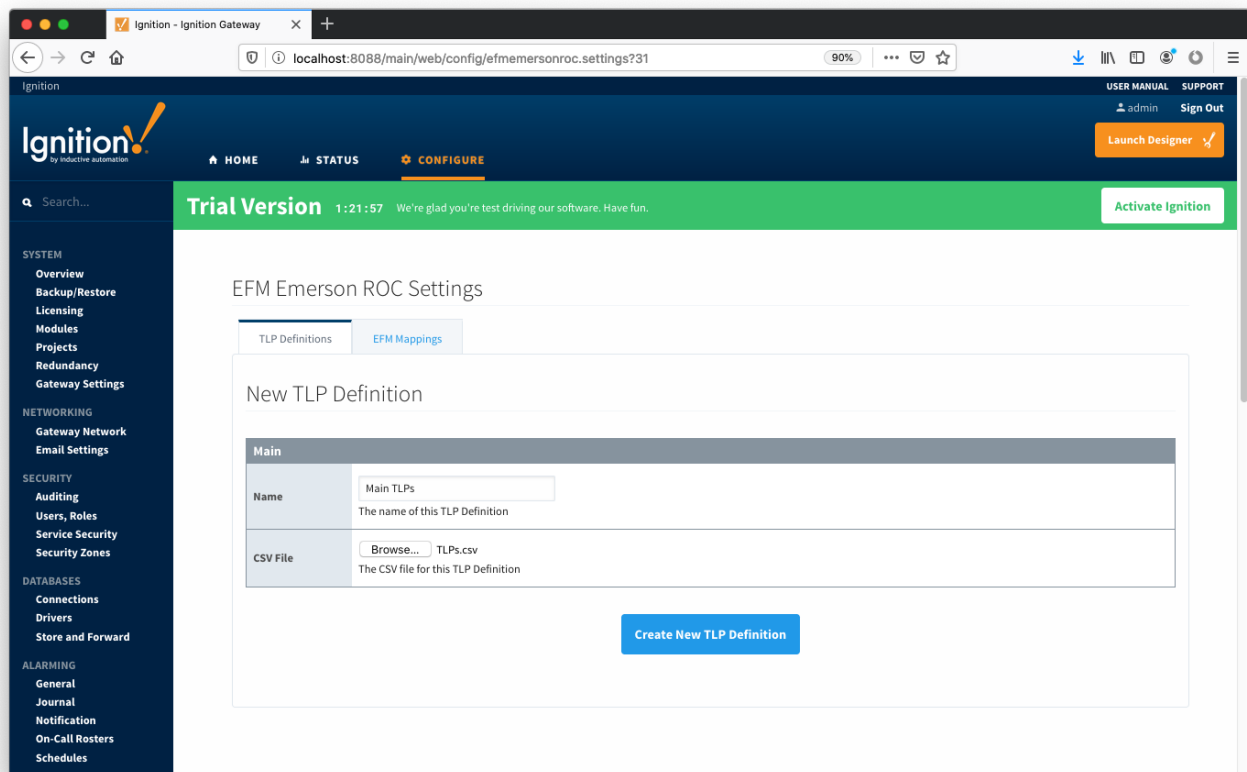 Ignition - Ignition Gateway
localhost:8088/main/web/config/efmemersonroc.settings?31
90%
Ignition
USER MANUAL SUPPORT
admin Sign Out
Ignition!
by inductive automation.
Launch Designer
HOME STATUS CONFIGURE
Search...
Trial Version 1:21:57 We're glad you're test driving our software. Have fun.
Activate Ignition
SYSTEM
Overview
Backup/Restore
Licensing
Modules
Projects
Redundancy
Gateway Settings
NETWORKING
Gateway Network
Email Settings
SECURITY
Auditing
Users, Roles
Service Security
Security Zones
DATABASES
Connections
Drivers
Store and Forward
ALARMING
General
Journal
Notification
On-Call Rosters
Schedules
EFM Emerson ROC Settings
TLP Definitions EFM Mappings
New TLP Definition
Main
Name
Main TLPs
The name of this TLP Definition
CSV File
Browse... TLPs.csv
The CSV file for this TLP Definition
Create New TLP Definition